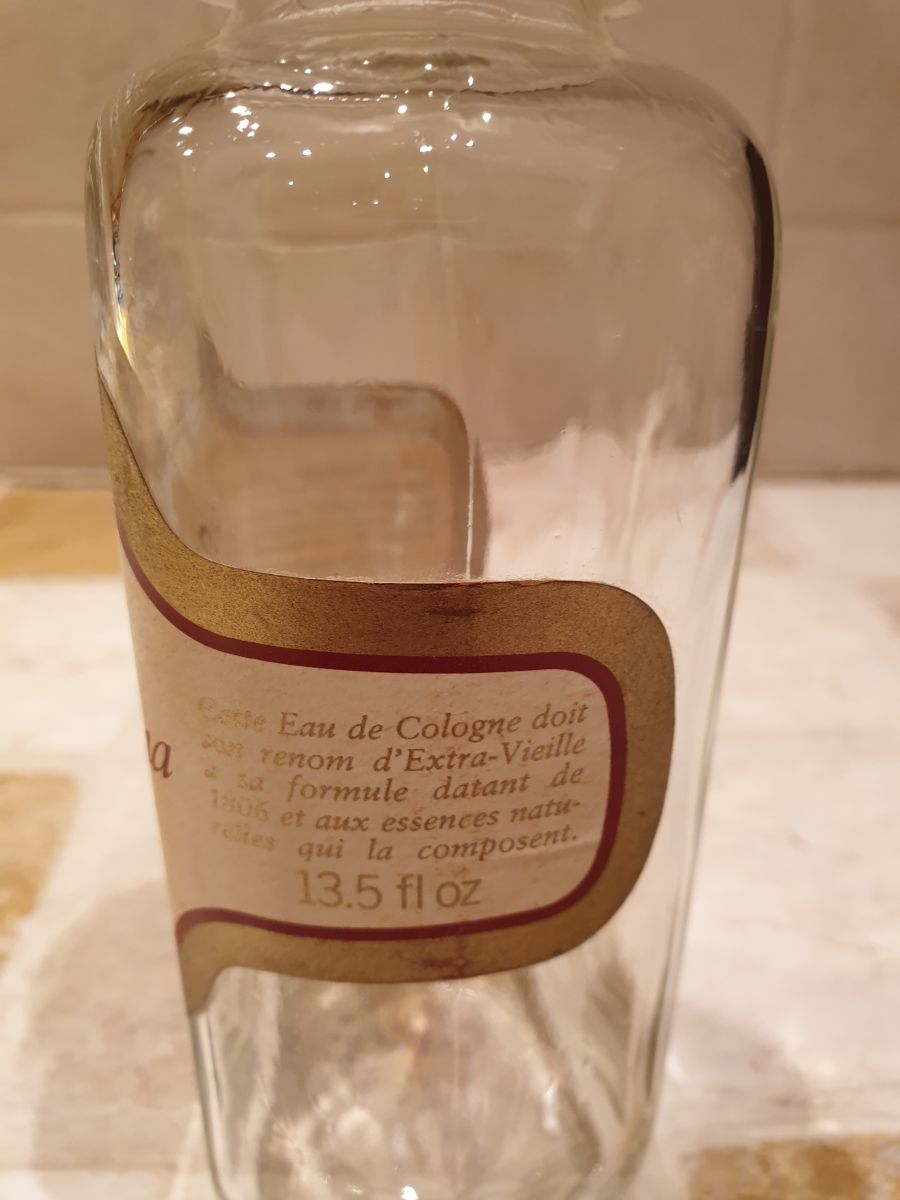 na
Cette Eau de Cologne doit
son renom d'Extra-Vieille
à sa formule datant de
1806 et aux essences natu-
relles qui la composent.
13.5 fl oz